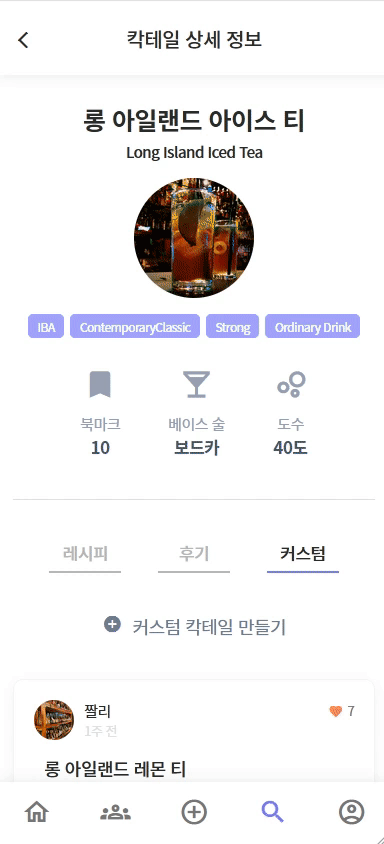 칵테일 상세 정보
롱 아일랜드 아이스 티
Long Island Iced Tea
IBA ContemporaryClassic Strong Ordinary Drink
북마크 베이스 술 도수
10 보드카 40도
레시피 후기 커스텀
커스텀 칵테일 만들기
짤리 7
1주 전
롱 아일랜드 레몬 티